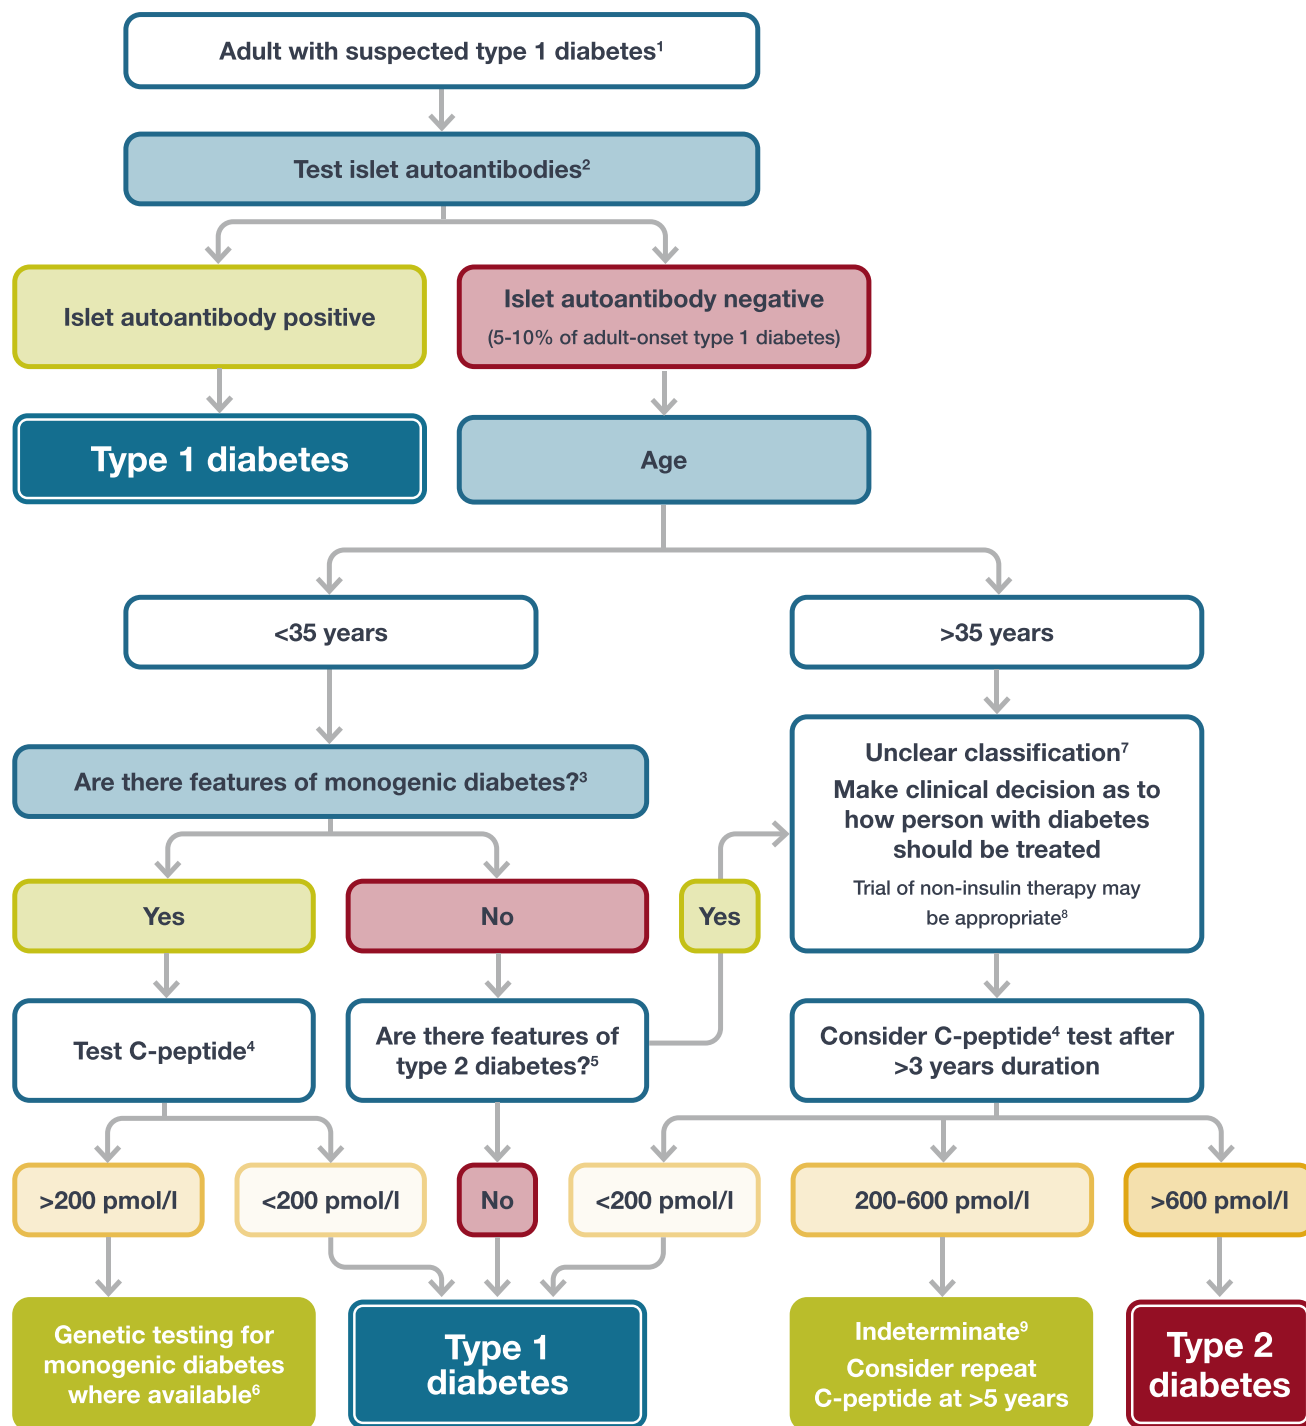 Adult with suspected type 1 diabetes¹
Test islet autoantibodies²
Islet autoantibody positive
Islet autoantibody negative
(5-10% of adult-onset type 1 diabetes)
Type 1 diabetes
Age
<35 years
>35 years
Are there features of monogenic diabetes?³
Unclear classification⁷
Make clinical decision as to
how person with diabetes
should be treated
Trial of non-insulin therapy may
be appropriate⁸
Yes
No
Yes
Test C-peptide⁴
Are there features of
type 2 diabetes?⁵
Consider C-peptide⁴ test after
>3 years duration
>200 pmol/l
<200 pmol/l
No
<200 pmol/l
200-600 pmol/l
>600 pmol/l
Genetic testing for
monogenic diabetes
where available⁶
Type 1
diabetes
Indeterminate⁹
Consider repeat
C-peptide at >5 years
Type 2
diabetes